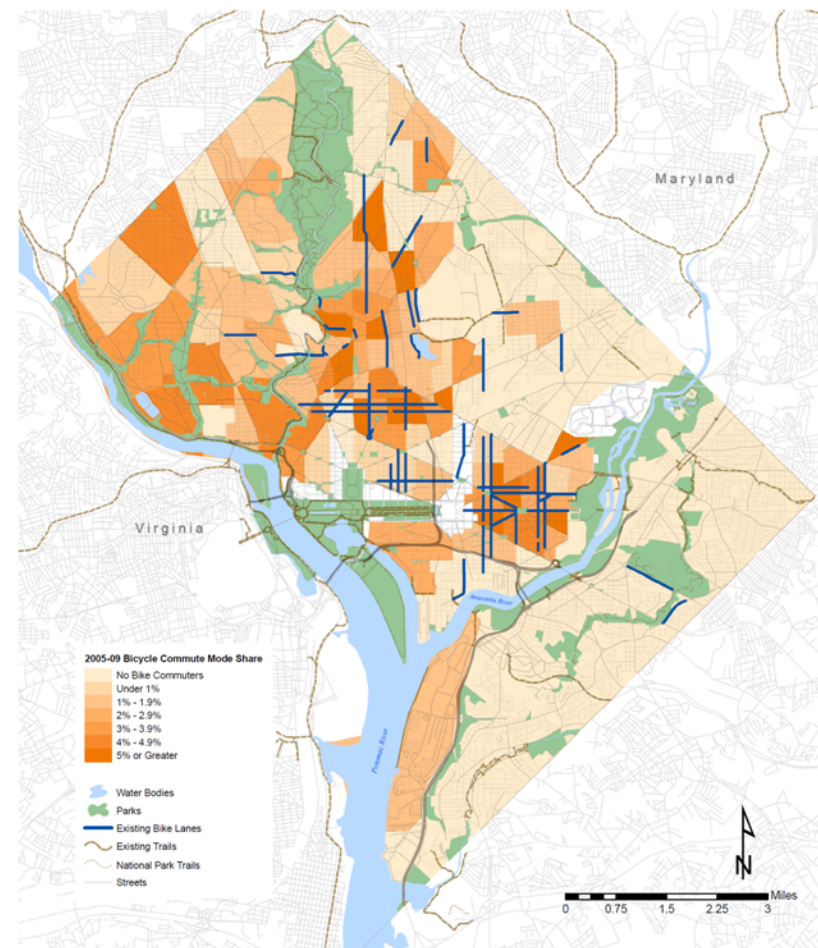 Maryland
Virginia
Anacostia River
Potomac River
2005-09 Bicycle Commute Mode Share
No Bike Commuters
Under 1%
1% - 1.9%
2% - 2.9%
3% - 3.9%
4% - 4.9%
5% or Greater
Water Bodies
Parks
Existing Bike Lanes
Existing Trails
National Park Trails
Streets
N
Miles
0 0.75 1.5 2.25 3